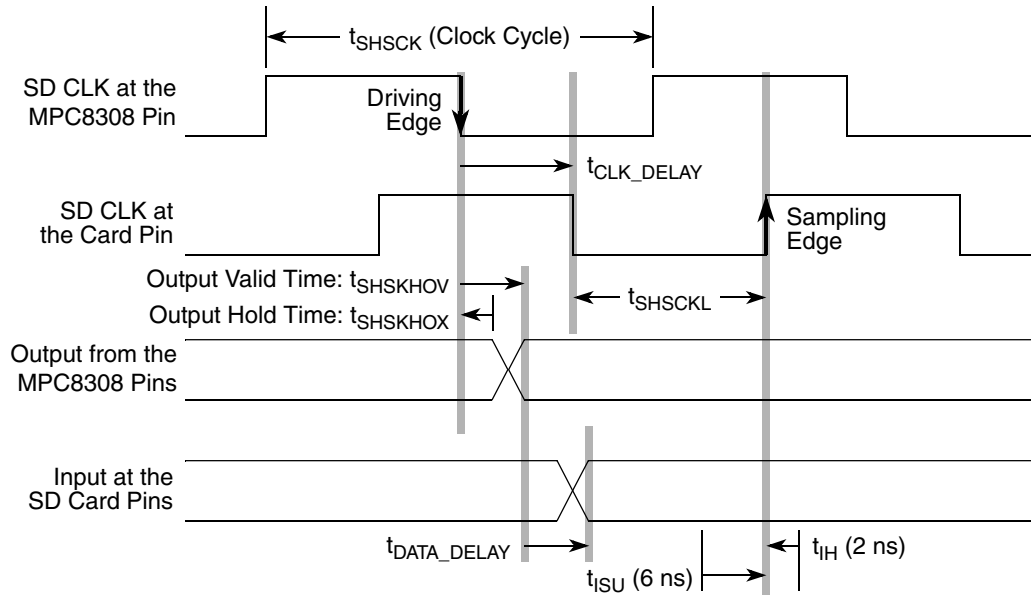 tSHSCK (Clock Cycle)
SD CLK at the
MPC8308 Pin
Driving
Edge
tCLK_DELAY
SD CLK at
the Card Pin
Sampling
Edge
Output Valid Time: tSHSKHOV
tSHSCKL
Output Hold Time: tSHSKHOX
Output from the
MPC8308 Pins
Input at the
SD Card Pins
tDATA_DELAY
tIH (2 ns)
tISU (6 ns)